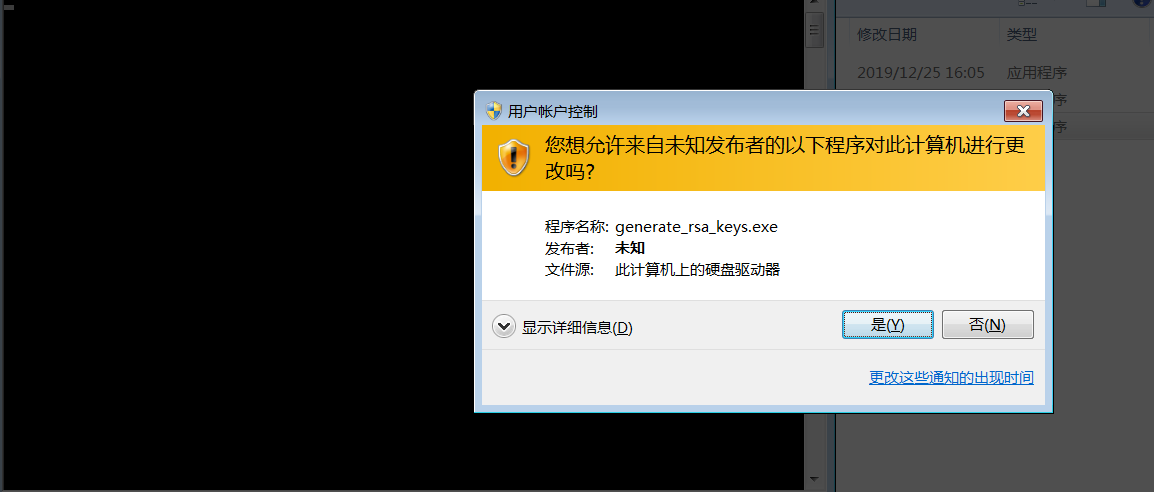 修改日期 类型
2019/12/25 16:05 应用程序
序
序
用户帐户控制
您想允许来自未知发布者的以下程序对此计算机进行更
改吗?
程序名称: generate_rsa_keys.exe
发布者: 未知
文件源: 此计算机上的硬盘驱动器
显示详细信息(D) 是(Y) 否(N)
更改这些通知的出现时间